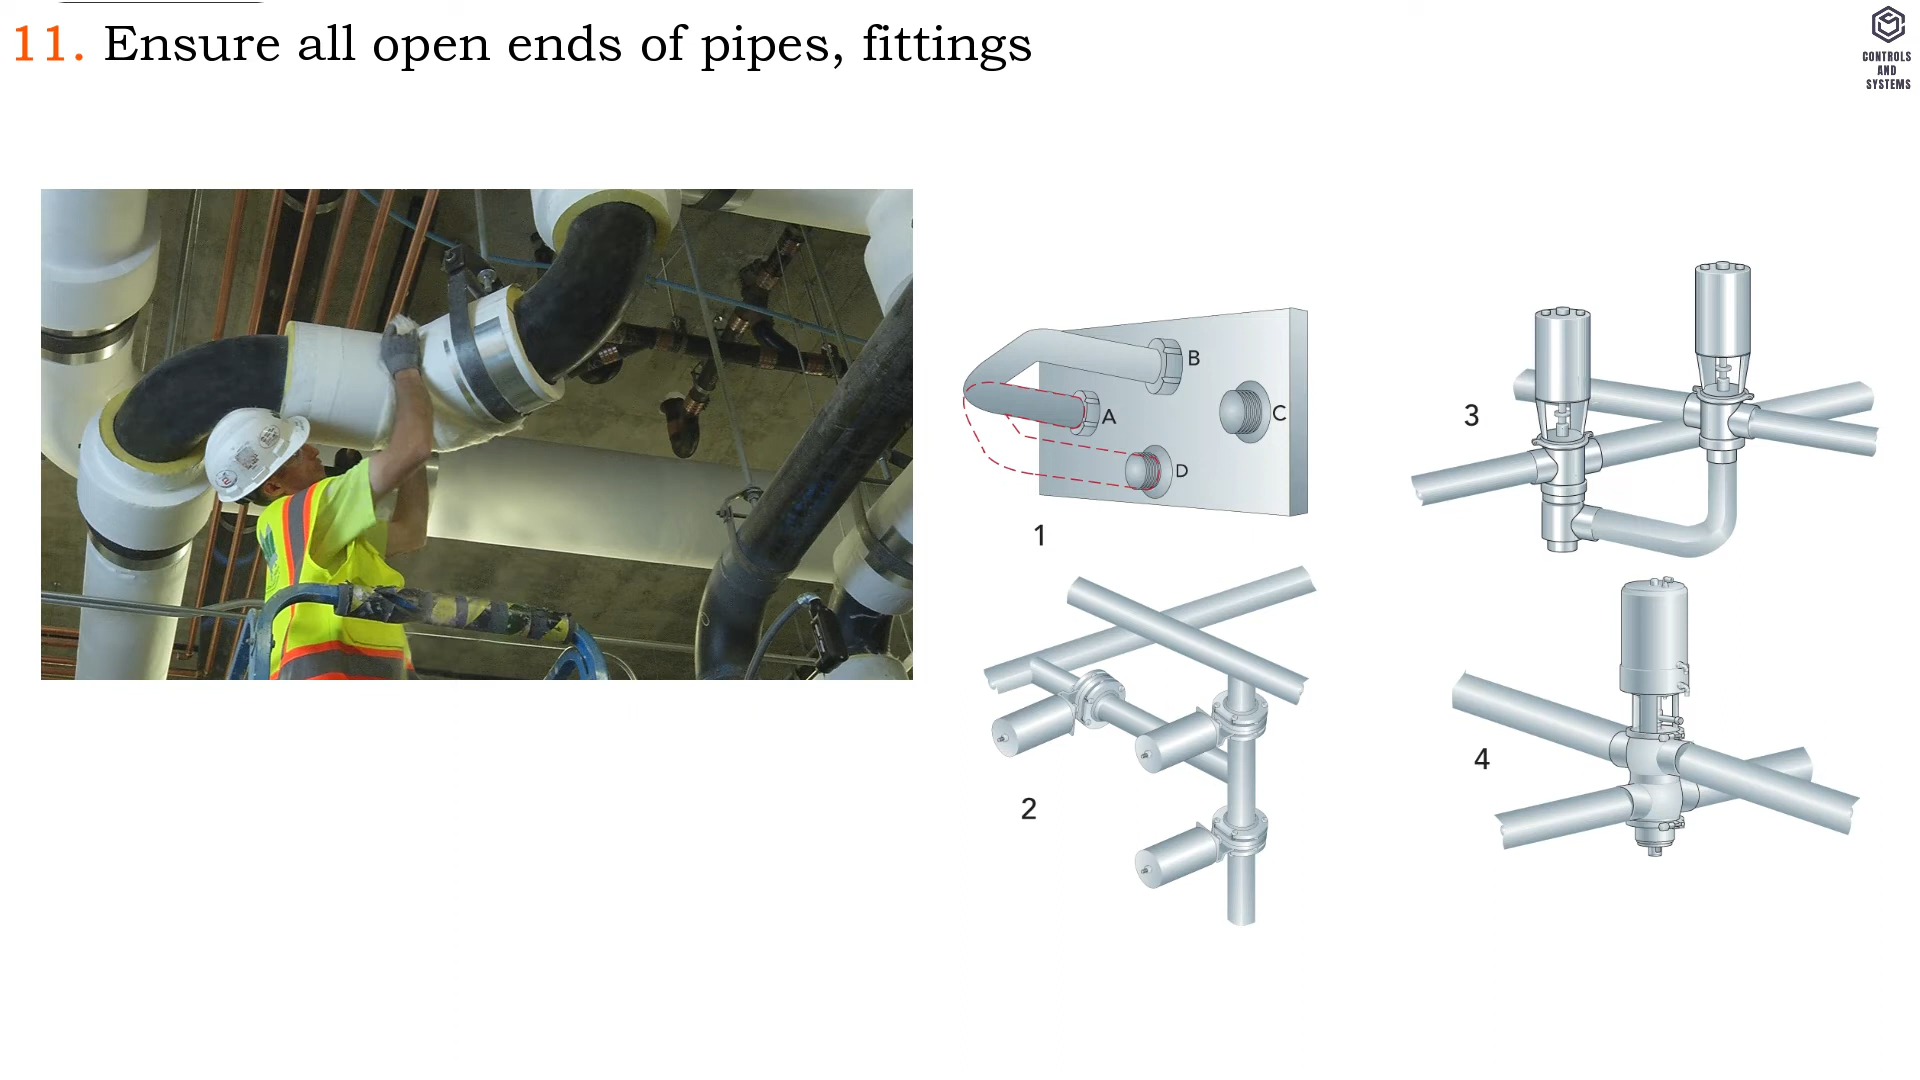 11. Ensure all open ends of pipes, fittings
CONTROLS
AND
SYSTEMS
B
A
C
D
1
2
3
4